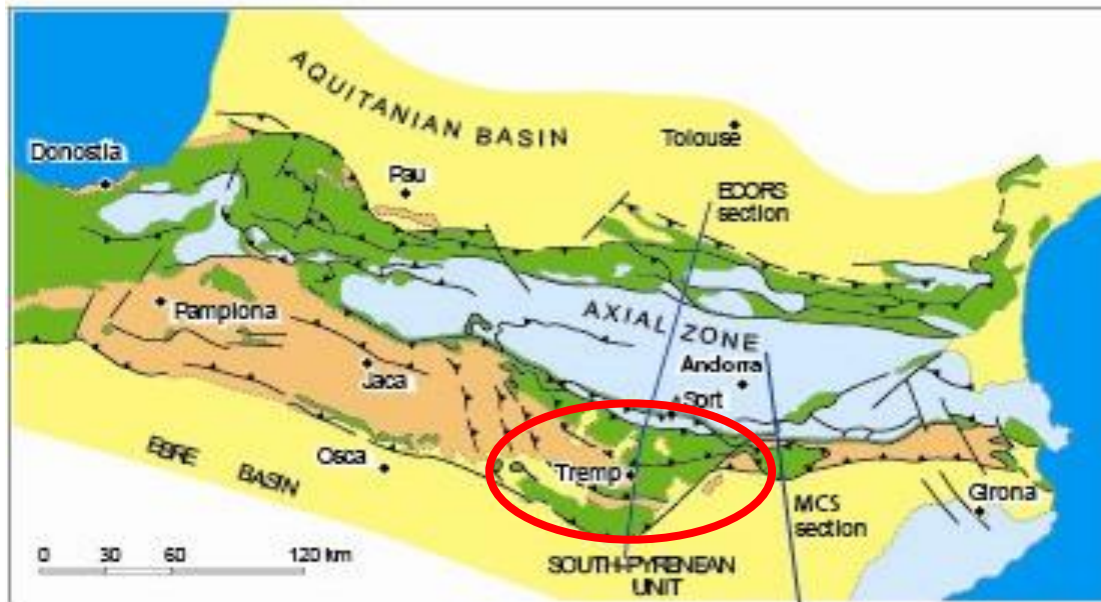 AQUITANIAN BASIN
Tolouse
Donostia
Pau
ECORS
section
Pamplona
AXIAL ZONE
Andorra
Jaca
Sort
EBRE BASIN
Osca
Tremp
Girona
MCS
section
0 30 60 120 km
SOUTH-PYRENEAN
UNIT